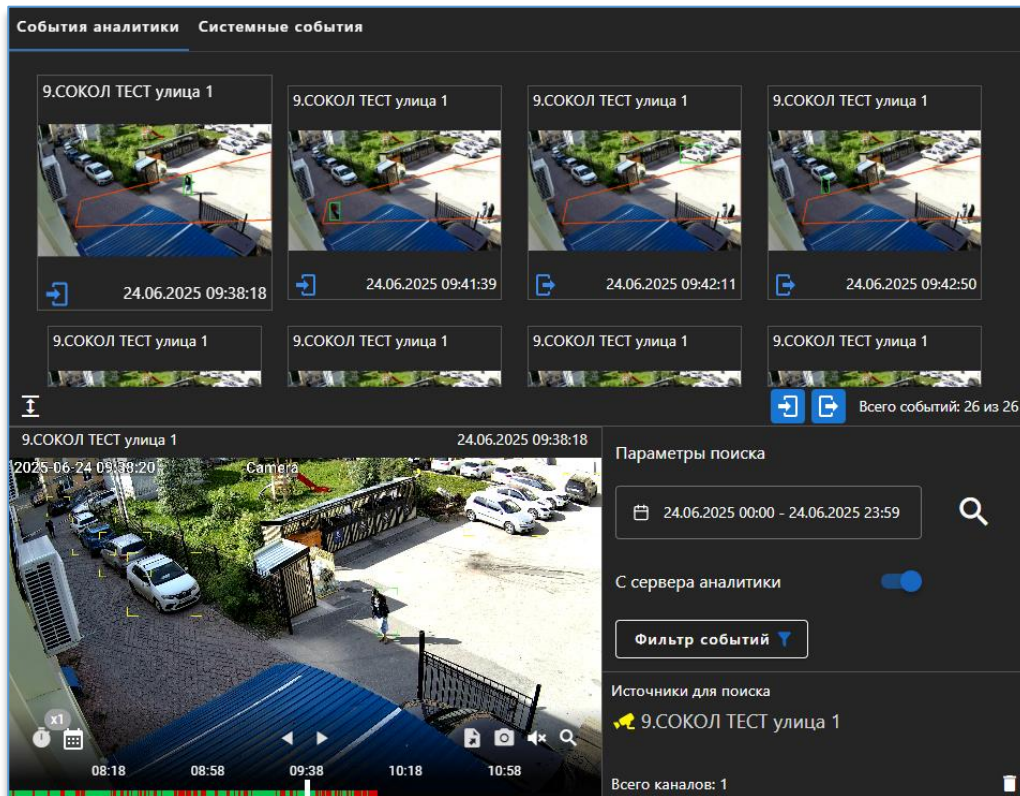 События аналитики Системные события
9.СОКОЛ ТЕСТ улица 1 9.СОКОЛ ТЕСТ улица 1 9.СОКОЛ ТЕСТ улица 1 9.СОКОЛ ТЕСТ улица 1
24.06.2025 09:38:18 24.06.2025 09:41:39 24.06.2025 09:42:11 24.06.2025 09:42:50
9.СОКОЛ ТЕСТ улица 1 9.СОКОЛ ТЕСТ улица 1 9.СОКОЛ ТЕСТ улица 1 9.СОКОЛ ТЕСТ улица 1
Всего событий: 26 из 26
9.СОКОЛ ТЕСТ улица 1 24.06.2025 09:38:18
2025-06-24 09:38:20 Camera
x1
08:18 08:58 09:38 10:18 10:58
Параметры поиска
24.06.2025 00:00 - 24.06.2025 23:59
С сервера аналитики
Фильтр событий
Источники для поиска
9.СОКОЛ ТЕСТ улица 1
Всего каналов: 1